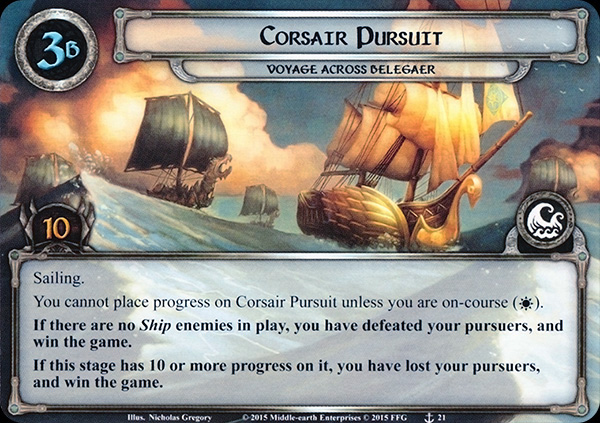 3B
CORSAIR PURSUIT
VOYAGE ACROSS BELEGAER
10
Sailing.
You cannot place progress on Corsair Pursuit unless you are on-course (☀).
If there are no Ship enemies in play, you have defeated your pursuers, and
win the game.
If this stage has 10 or more progress on it, you have lost your pursuers,
and win the game.
Illus. Nicholas Gregory © 2015 Middle-earth Enterprises © 2015 FFG ⚓ 21